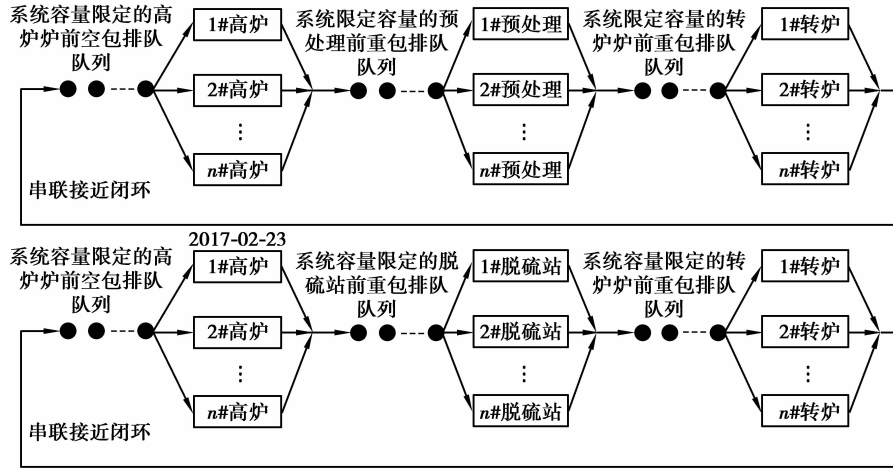 系统容量限定的高
炉炉前空包排队
队列
1#高炉
2#高炉
n#高炉
系统限定容量的预
处理前重包排队
队列
1#预处理
2#预处理
n#预处理
系统限定容量的转
炉炉前重包排队
队列
1#转炉
2#转炉
n#转炉
串联接近闭环
2017-02-23
系统容量限定的高
炉炉前空包排队
队列
1#高炉
2#高炉
n#高炉
系统容量限定的脱
硫站前重包排队
队列
1#脱硫站
2#脱硫站
n#脱硫站
系统容量限定的转
炉炉前重包排队
队列
1#转炉
2#转炉
n#转炉
串联接近闭环